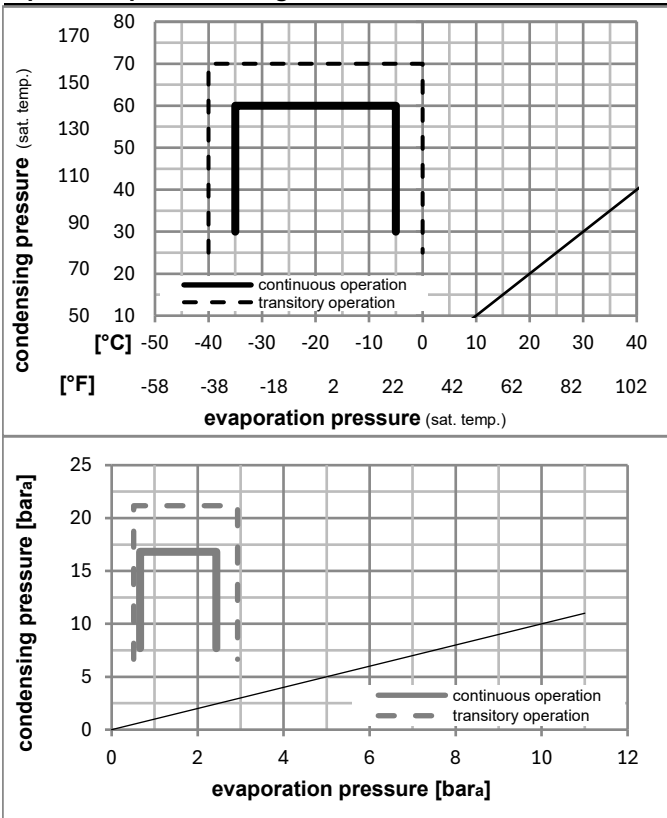 80
170 70
150 60
130 50
110 40
90 30
70 20
50 10
condensing pressure (sat. temp.)
continuous operation
transitory operation
[°C] -50 -40 -30 -20 -10 0 10 20 30 40
[°F] -58 -38 -18 2 22 42 62 82 102
evaporation pressure (sat. temp.)
25
20
15
10
5
0
condensing pressure [bara]
continuous operation
transitory operation
0 2 4 6 8 10 12
evaporation pressure [bara]